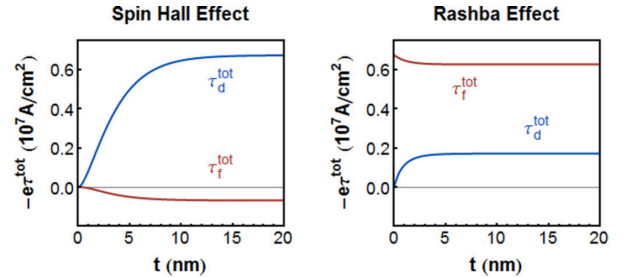 Spin Hall Effect
−eτ^tot (10^7 A/cm^2)
0.6
0.4
0.2
0.0
τ_d^tot
τ_f^tot
0 5 10 15 20
t (nm)
Rashba Effect
−eτ^tot (10^7 A/cm^2)
0.6
0.4
0.2
0.0
τ_f^tot
τ_d^tot
0 5 10 15 20
t (nm)